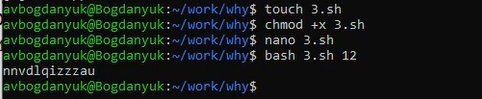 avbogdanyuk@Bogdanyuk:~/work/why$ touch 3.sh
avbogdanyuk@Bogdanyuk:~/work/why$ chmod +x 3.sh
avbogdanyuk@Bogdanyuk:~/work/why$ nano 3.sh
avbogdanyuk@Bogdanyuk:~/work/why$ bash 3.sh 12
nnvdlqizzzau
avbogdanyuk@Bogdanyuk:~/work/why$